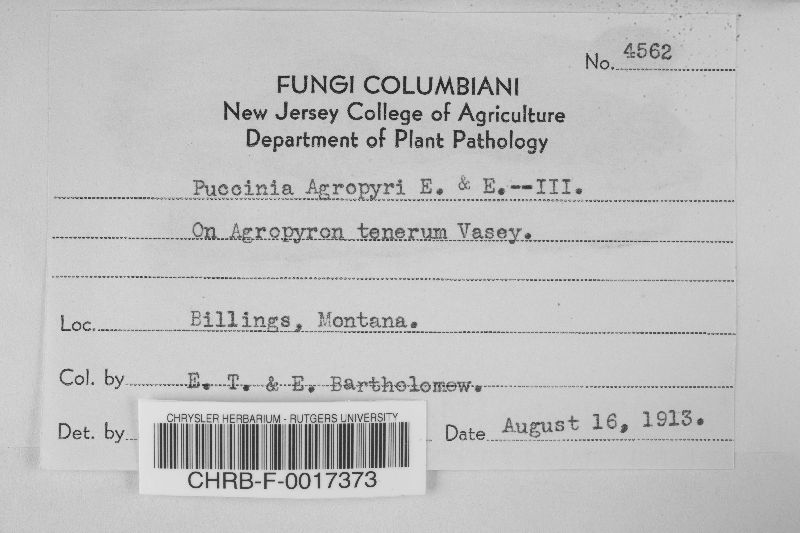 No. 4562
FUNGI COLUMBIANI
New Jersey College of Agriculture
Department of Plant Pathology
Puccinia Agropyri E. & E.--III.
On Agropyron tenerum Vasey.
Loc. Billings, Montana.
Col. by E. T. & E. Bartholomew.
Det. by
Date August 16, 1913.
CHRYSLER HERBARIUM - RUTGERS UNIVERSITY
CHRB-F-0017373